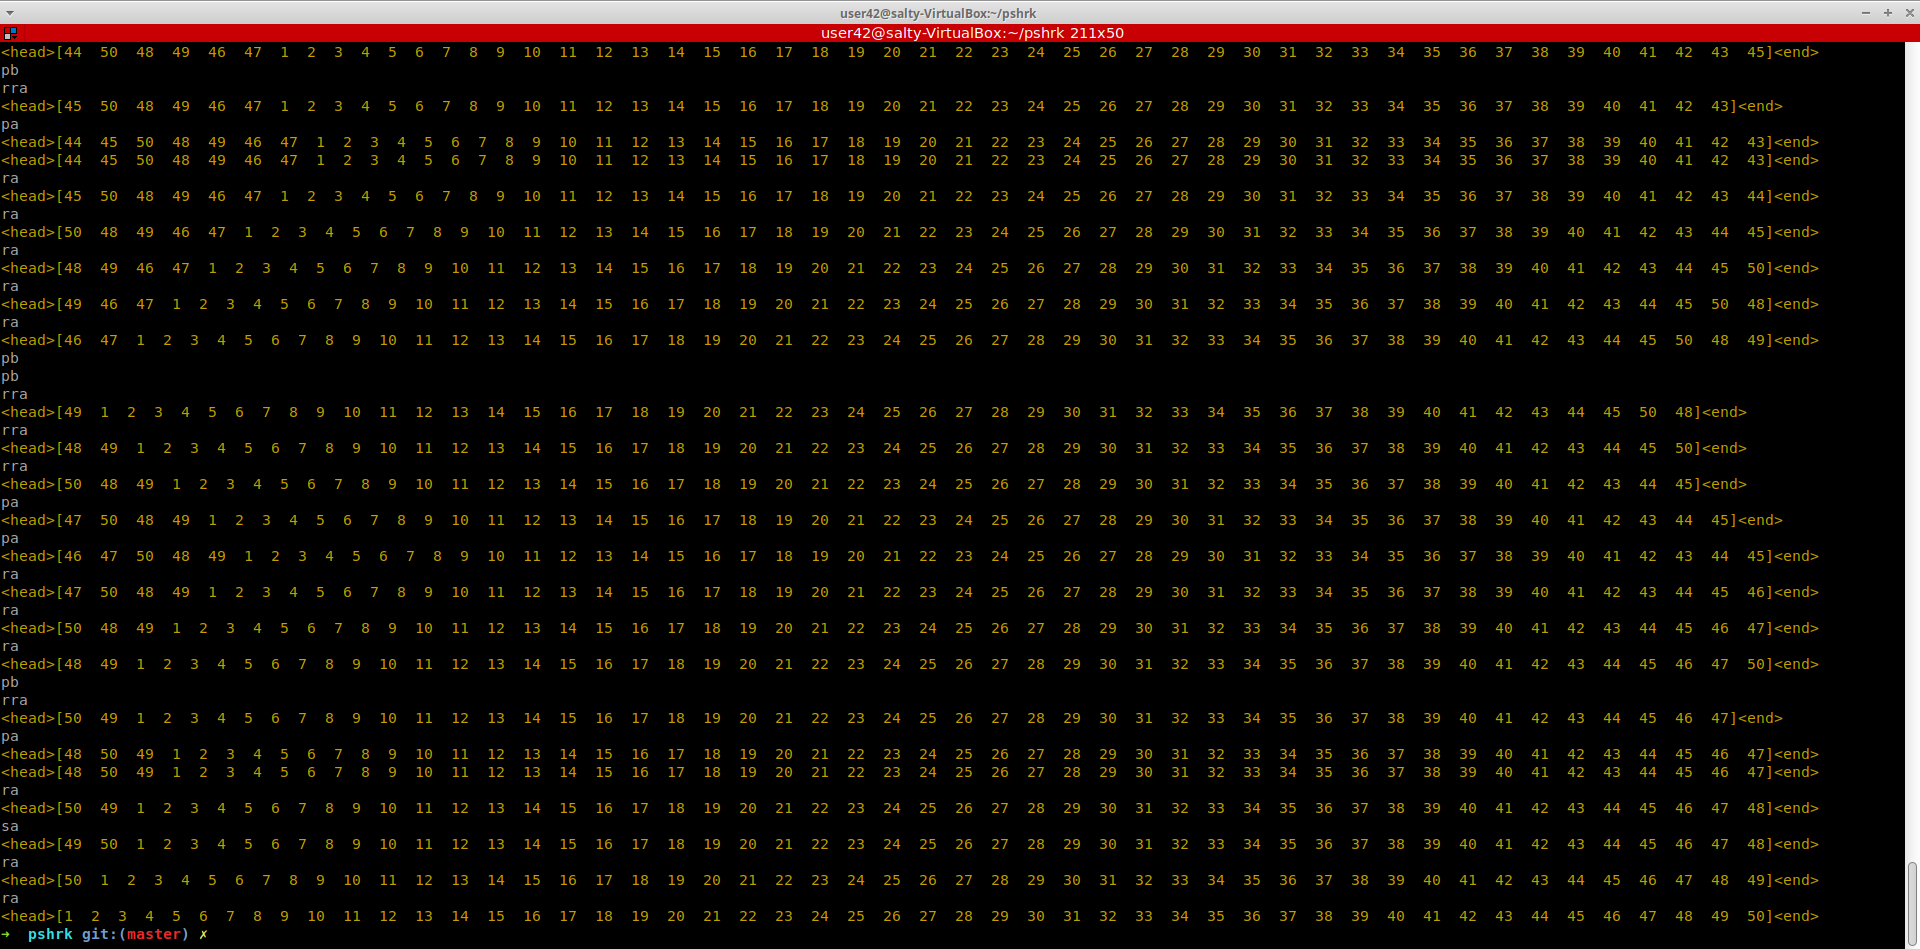 user42@salty-VirtualBox:~/pshrk
user42@salty-VirtualBox:~/pshrk 211x50
<head>[44 50 48 49 46 47 1 2 3 4 5 6 7 8 9 10 11 12 13 14 15 16 17 18 19 20 21 22 23 24 25 26 27 28 29 30 31 32 33 34 35 36 37 38 39 40 41 42 43 45]<end>
pb
rra
<head>[45 50 48 49 46 47 1 2 3 4 5 6 7 8 9 10 11 12 13 14 15 16 17 18 19 20 21 22 23 24 25 26 27 28 29 30 31 32 33 34 35 36 37 38 39 40 41 42 43]<end>
pa
<head>[44 45 50 48 49 46 47 1 2 3 4 5 6 7 8 9 10 11 12 13 14 15 16 17 18 19 20 21 22 23 24 25 26 27 28 29 30 31 32 33 34 35 36 37 38 39 40 41 42 43]<end>
<head>[44 45 50 48 49 46 47 1 2 3 4 5 6 7 8 9 10 11 12 13 14 15 16 17 18 19 20 21 22 23 24 25 26 27 28 29 30 31 32 33 34 35 36 37 38 39 40 41 42 43]<end>
ra
<head>[45 50 48 49 46 47 1 2 3 4 5 6 7 8 9 10 11 12 13 14 15 16 17 18 19 20 21 22 23 24 25 26 27 28 29 30 31 32 33 34 35 36 37 38 39 40 41 42 43 44]<end>
ra
<head>[50 48 49 46 47 1 2 3 4 5 6 7 8 9 10 11 12 13 14 15 16 17 18 19 20 21 22 23 24 25 26 27 28 29 30 31 32 33 34 35 36 37 38 39 40 41 42 43 44 45]<end>
ra
<head>[48 49 46 47 1 2 3 4 5 6 7 8 9 10 11 12 13 14 15 16 17 18 19 20 21 22 23 24 25 26 27 28 29 30 31 32 33 34 35 36 37 38 39 40 41 42 43 44 45 50]<end>
ra
<head>[49 46 47 1 2 3 4 5 6 7 8 9 10 11 12 13 14 15 16 17 18 19 20 21 22 23 24 25 26 27 28 29 30 31 32 33 34 35 36 37 38 39 40 41 42 43 44 45 50 48]<end>
ra
<head>[46 47 1 2 3 4 5 6 7 8 9 10 11 12 13 14 15 16 17 18 19 20 21 22 23 24 25 26 27 28 29 30 31 32 33 34 35 36 37 38 39 40 41 42 43 44 45 50 48 49]<end>
pb
pb
rra
<head>[49 1 2 3 4 5 6 7 8 9 10 11 12 13 14 15 16 17 18 19 20 21 22 23 24 25 26 27 28 29 30 31 32 33 34 35 36 37 38 39 40 41 42 43 44 45 50 48]<end>
rra
<head>[48 49 1 2 3 4 5 6 7 8 9 10 11 12 13 14 15 16 17 18 19 20 21 22 23 24 25 26 27 28 29 30 31 32 33 34 35 36 37 38 39 40 41 42 43 44 45 50]<end>
rra
<head>[50 48 49 1 2 3 4 5 6 7 8 9 10 11 12 13 14 15 16 17 18 19 20 21 22 23 24 25 26 27 28 29 30 31 32 33 34 35 36 37 38 39 40 41 42 43 44 45]<end>
pa
<head>[47 50 48 49 1 2 3 4 5 6 7 8 9 10 11 12 13 14 15 16 17 18 19 20 21 22 23 24 25 26 27 28 29 30 31 32 33 34 35 36 37 38 39 40 41 42 43 44 45]<end>
pa
<head>[46 47 50 48 49 1 2 3 4 5 6 7 8 9 10 11 12 13 14 15 16 17 18 19 20 21 22 23 24 25 26 27 28 29 30 31 32 33 34 35 36 37 38 39 40 41 42 43 44 45]<end>
ra
<head>[47 50 48 49 1 2 3 4 5 6 7 8 9 10 11 12 13 14 15 16 17 18 19 20 21 22 23 24 25 26 27 28 29 30 31 32 33 34 35 36 37 38 39 40 41 42 43 44 45 46]<end>
ra
<head>[50 48 49 1 2 3 4 5 6 7 8 9 10 11 12 13 14 15 16 17 18 19 20 21 22 23 24 25 26 27 28 29 30 31 32 33 34 35 36 37 38 39 40 41 42 43 44 45 46 47]<end>
ra
<head>[48 49 1 2 3 4 5 6 7 8 9 10 11 12 13 14 15 16 17 18 19 20 21 22 23 24 25 26 27 28 29 30 31 32 33 34 35 36 37 38 39 40 41 42 43 44 45 46 47 50]<end>
pb
rra
<head>[50 49 1 2 3 4 5 6 7 8 9 10 11 12 13 14 15 16 17 18 19 20 21 22 23 24 25 26 27 28 29 30 31 32 33 34 35 36 37 38 39 40 41 42 43 44 45 46 47]<end>
pa
<head>[48 50 49 1 2 3 4 5 6 7 8 9 10 11 12 13 14 15 16 17 18 19 20 21 22 23 24 25 26 27 28 29 30 31 32 33 34 35 36 37 38 39 40 41 42 43 44 45 46 47]<end>
<head>[48 50 49 1 2 3 4 5 6 7 8 9 10 11 12 13 14 15 16 17 18 19 20 21 22 23 24 25 26 27 28 29 30 31 32 33 34 35 36 37 38 39 40 41 42 43 44 45 46 47]<end>
ra
<head>[50 49 1 2 3 4 5 6 7 8 9 10 11 12 13 14 15 16 17 18 19 20 21 22 23 24 25 26 27 28 29 30 31 32 33 34 35 36 37 38 39 40 41 42 43 44 45 46 47 48]<end>
sa
<head>[49 50 1 2 3 4 5 6 7 8 9 10 11 12 13 14 15 16 17 18 19 20 21 22 23 24 25 26 27 28 29 30 31 32 33 34 35 36 37 38 39 40 41 42 43 44 45 46 47 48]<end>
ra
<head>[50 1 2 3 4 5 6 7 8 9 10 11 12 13 14 15 16 17 18 19 20 21 22 23 24 25 26 27 28 29 30 31 32 33 34 35 36 37 38 39 40 41 42 43 44 45 46 47 48 49]<end>
ra
<head>[1 2 3 4 5 6 7 8 9 10 11 12 13 14 15 16 17 18 19 20 21 22 23 24 25 26 27 28 29 30 31 32 33 34 35 36 37 38 39 40 41 42 43 44 45 46 47 48 49 50]<end>
➜ pshrk git:(master) ✗